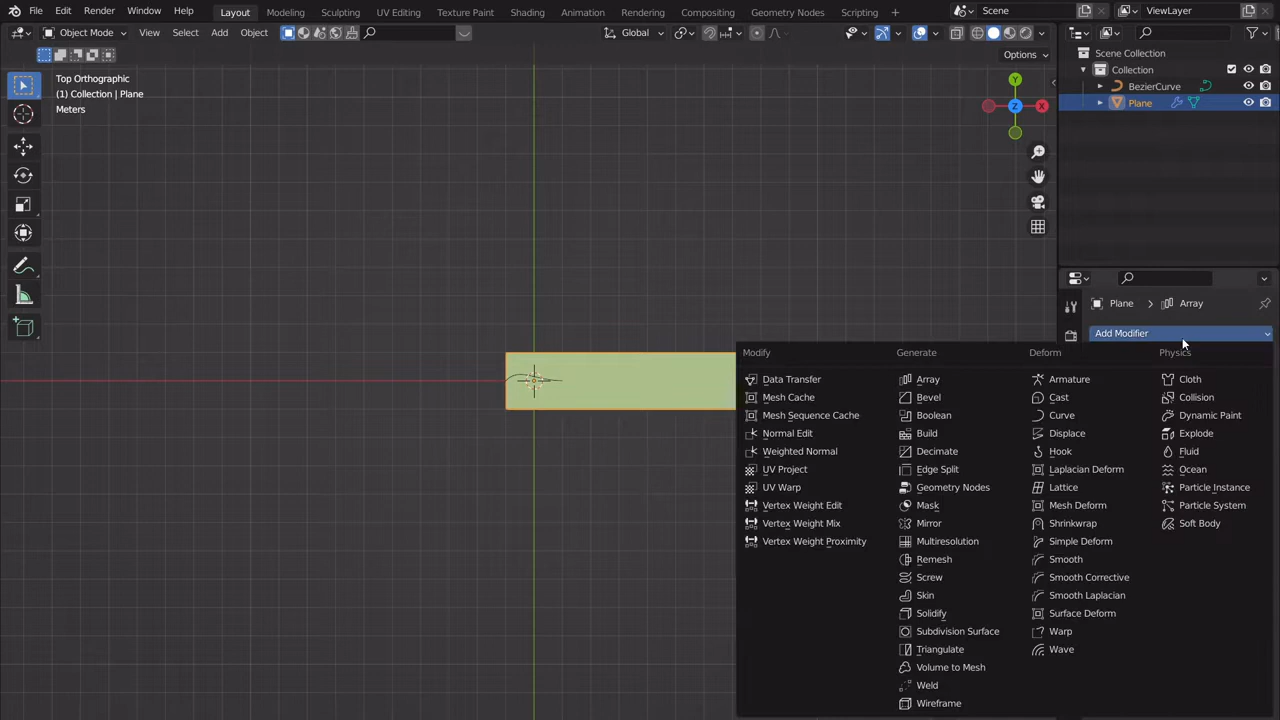 File Edit Render Window Help Layout Modeling Sculpting UV Editing Texture Paint Shading Animation Rendering Compositing Geometry Nodes Scripting + Scene ViewLayer
Object Mode View Select Add Object Global
Options
Top Orthographic
(1) Collection | Plane
Meters
Y
Z
X
Scene Collection
Collection
BezierCurve
Plane
Plane > Array
Add Modifier
Modify
Data Transfer
Mesh Cache
Mesh Sequence Cache
Normal Edit
Weighted Normal
UV Project
UV Warp
Vertex Weight Edit
Vertex Weight Mix
Vertex Weight Proximity
Generate
Array
Bevel
Boolean
Build
Decimate
Edge Split
Geometry Nodes
Mask
Mirror
Multiresolution
Remesh
Screw
Skin
Solidify
Subdivision Surface
Triangulate
Volume to Mesh
Weld
Wireframe
Deform
Armature
Cast
Curve
Displace
Hook
Laplacian Deform
Lattice
Mesh Deform
Shrinkwrap
Simple Deform
Smooth
Smooth Corrective
Smooth Laplacian
Surface Deform
Warp
Wave
Physics
Cloth
Collision
Dynamic Paint
Explode
Fluid
Ocean
Particle Instance
Particle System
Soft Body